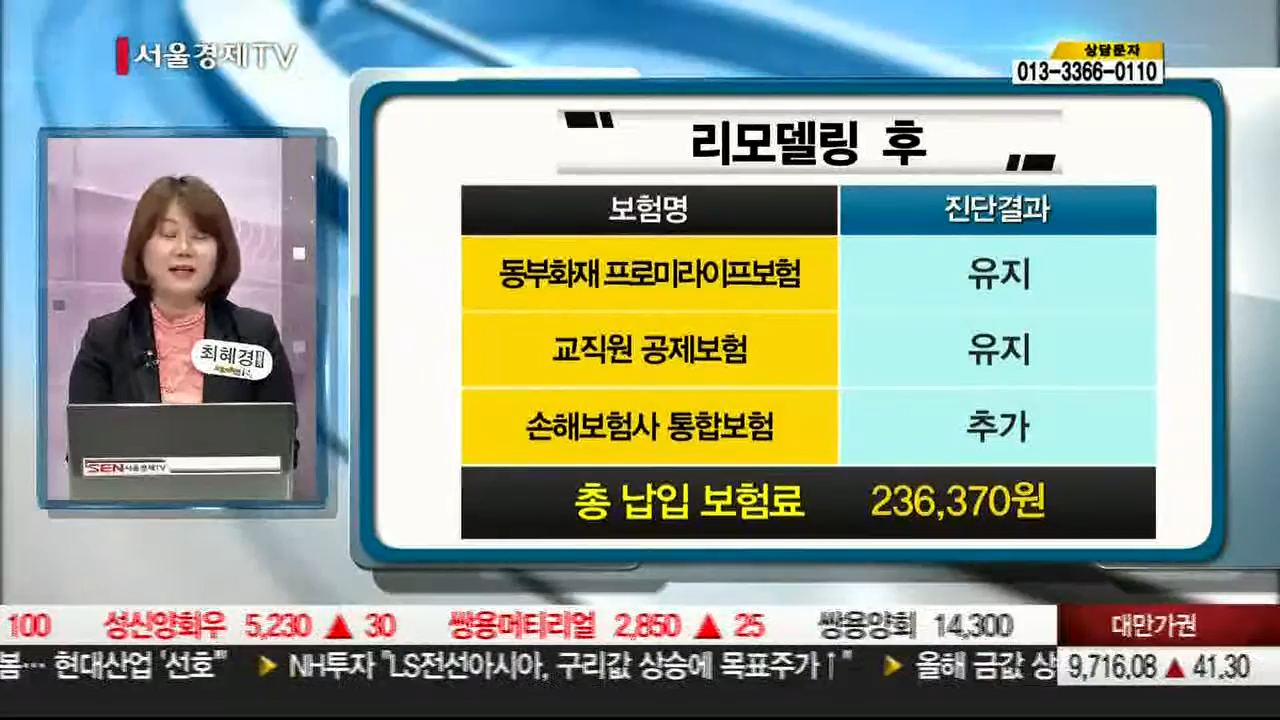 서울경제TV
상담문자
013-3366-0110
리모델링 후
보험명 진단결과
동부화재 프로미라이프보험 유지
교직원 공제보험 유지
손해보험사 통합보험 추가
총 납입 보험료 236,370원
최혜경
SEN서울경제TV
100 성신양회우 5,230 ▲ 30 쌍용머티리얼 2,850 ▲ 25 쌍용양회 14,300 대만가권
봄… 현대산업 '선호'" ▶ NH투자 "LS전선아시아, 구리값 상승에 목표주가↑" ▶ 올해 금값 상 9,716.08 ▲ 41.30